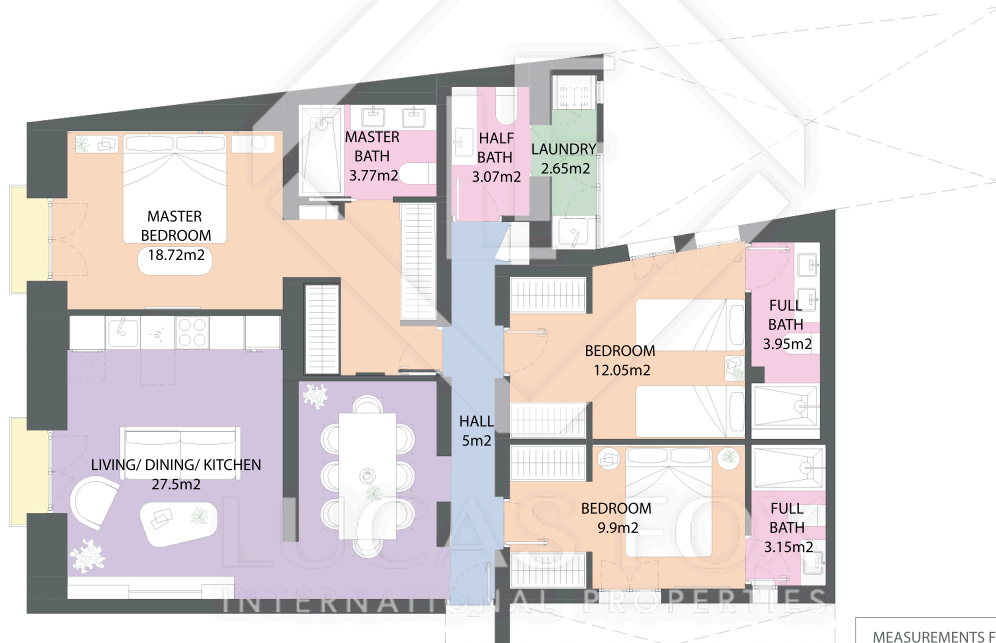 MASTER
BATH
3.77m2
HALF
BATH
3.07m2
LAUNDRY
2.65m2
MASTER
BEDROOM
18.72m2
FULL
BATH
3.95m2
BEDROOM
12.05m2
HALL
5m2
LIVING/ DINING/ KITCHEN
27.5m2
BEDROOM
9.9m2
FULL
BATH
3.15m2
LUCAS FOX
INTERNATIONAL PROPERTIES
MEASUREMENTS F